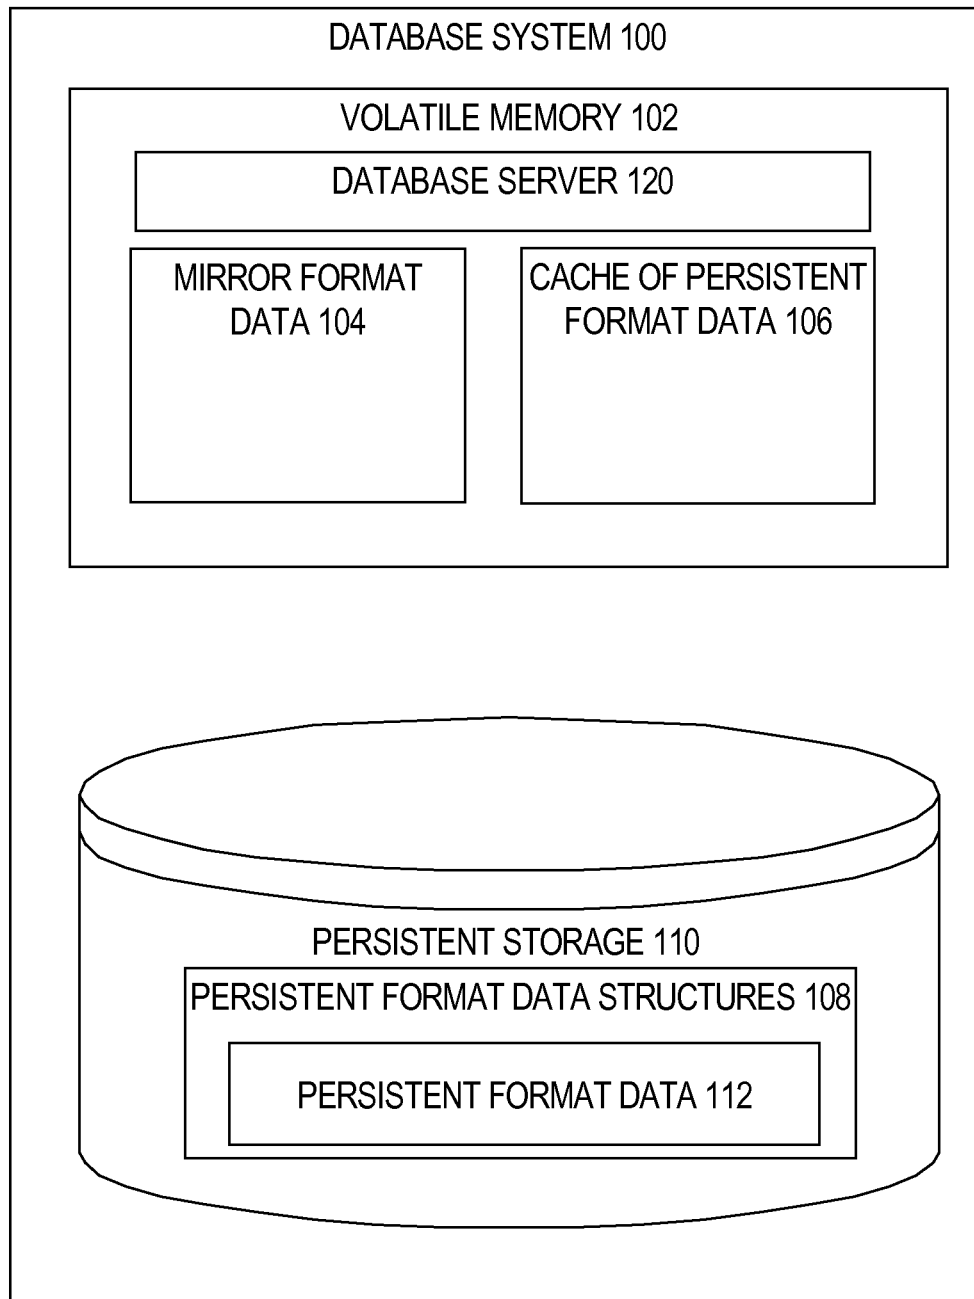 DATABASE SYSTEM 100
VOLATILE MEMORY 102
DATABASE SERVER 120
MIRROR FORMAT
DATA 104
CACHE OF PERSISTENT
FORMAT DATA 106
PERSISTENT STORAGE 110
PERSISTENT FORMAT DATA STRUCTURES 108
PERSISTENT FORMAT DATA 112